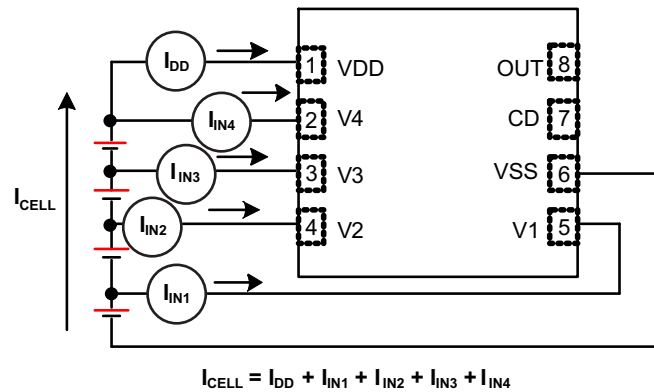 IDD
1 VDD
OUT 8
IIN4
2 V4
CD 7
IIN3
3 V3
VSS 6
ICELL
IIN2
4 V2
V1 5
IIN1
ICELL = IDD + IIN1 + IIN2 + IIN3 + IIN4